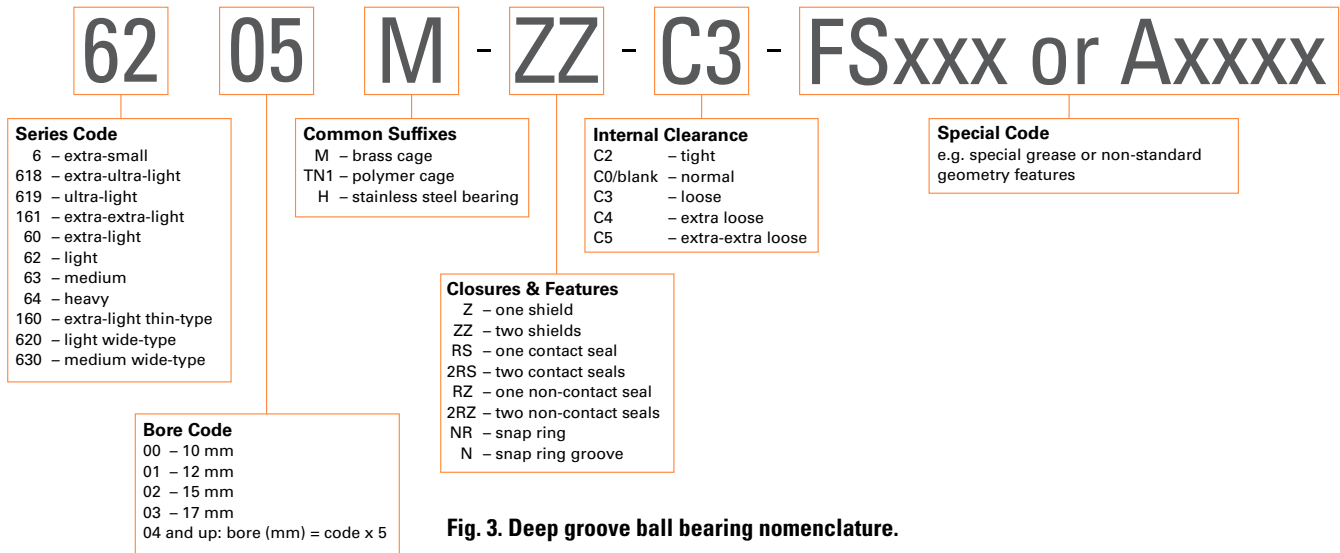 62 05 M - ZZ - C3 - FSxxx or Axxxx
Series Code
6 – extra-small
618 – extra-ultra-light
619 – ultra-light
161 – extra-extra-light
60 – extra-light
62 – light
63 – medium
64 – heavy
160 – extra-light thin-type
620 – light wide-type
630 – medium wide-type
Bore Code
00 – 10 mm
01 – 12 mm
02 – 15 mm
03 – 17 mm
04 and up: bore (mm) = code x 5
Common Suffixes
M – brass cage
TN1 – polymer cage
H – stainless steel bearing
Closures & Features
Z – one shield
ZZ – two shields
RS – one contact seal
2RS – two contact seals
RZ – one non-contact seal
2RZ – two non-contact seals
NR – snap ring
N – snap ring groove
Internal Clearance
C2 – tight
C0/blank – normal
C3 – loose
C4 – extra loose
C5 – extra-extra loose
Special Code
e.g. special grease or non-standard
geometry features
Fig. 3. Deep groove ball bearing nomenclature.